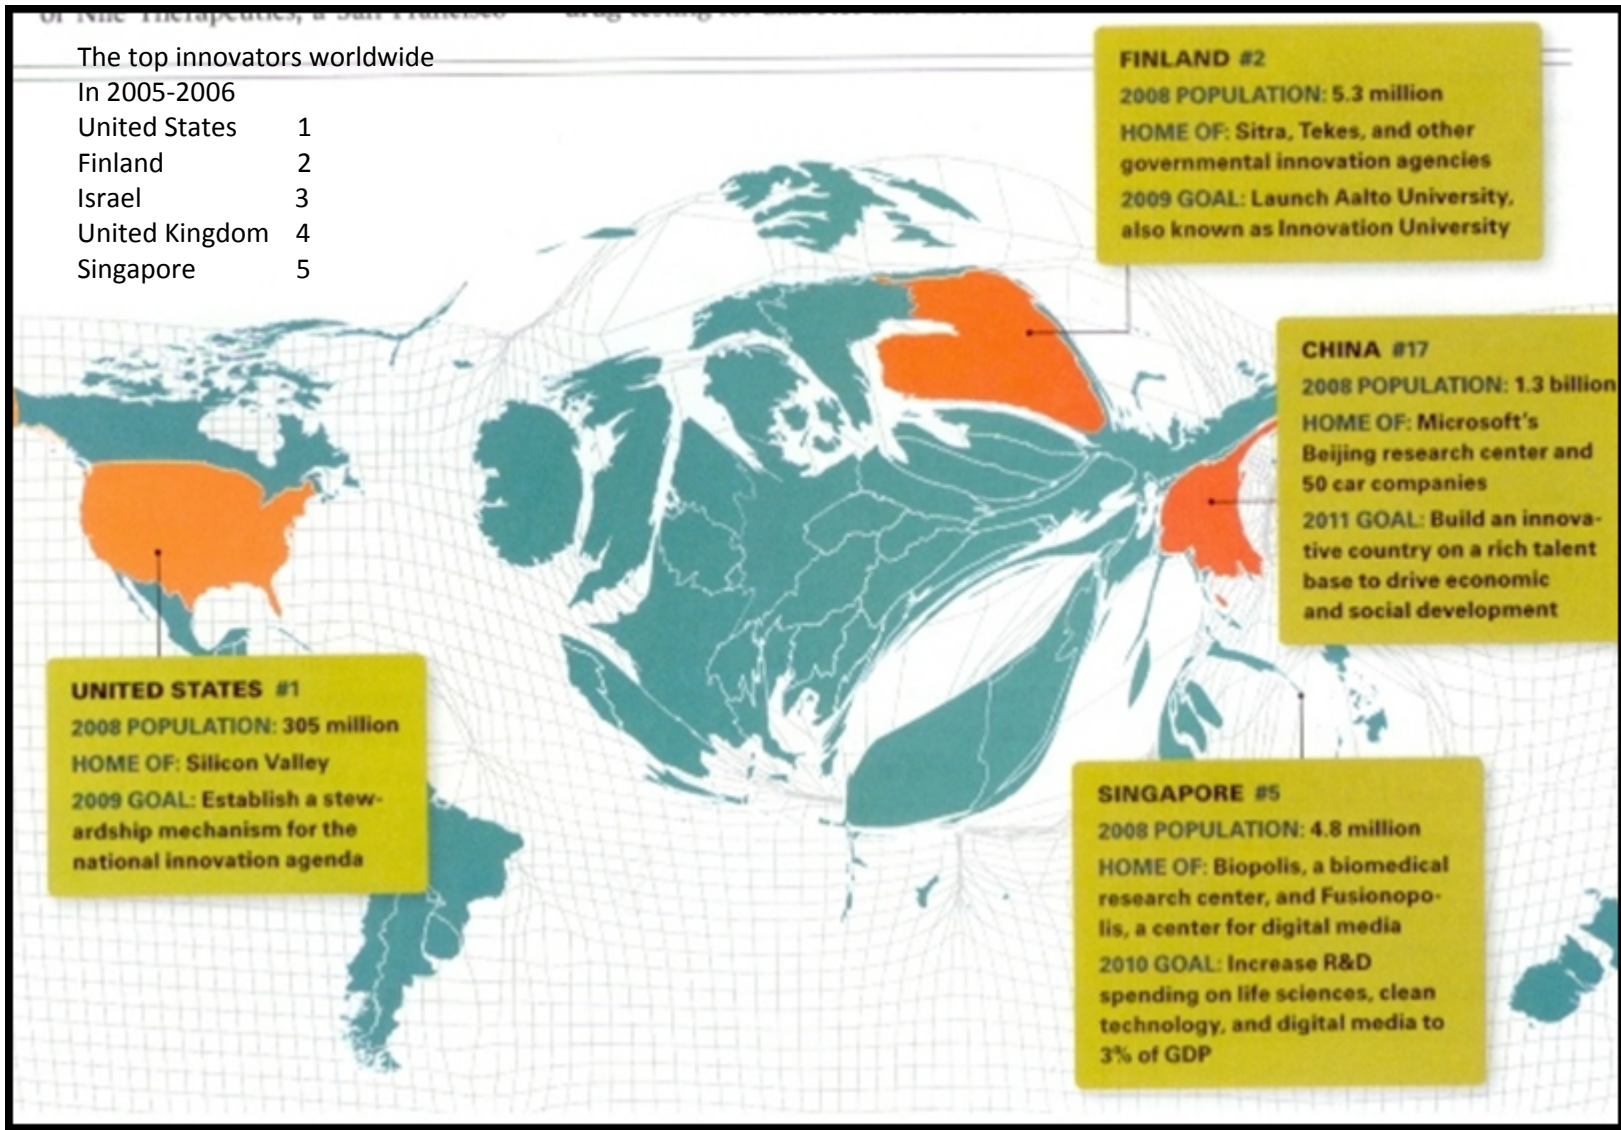 of Nile Therapeutics, a San Francisco
The top innovators worldwide
In 2005-2006
United States 1
Finland 2
Israel 3
United Kingdom 4
Singapore 5
FINLAND #2
2008 POPULATION: 5.3 million
HOME OF: Sitra, Tekes, and other
governmental innovation agencies
2009 GOAL: Launch Aalto University,
also known as Innovation University
CHINA #17
2008 POPULATION: 1.3 billion
HOME OF: Microsoft's
Beijing research center and
50 car companies
2011 GOAL: Build an innova-
tive country on a rich talent
base to drive economic
and social development
UNITED STATES #1
2008 POPULATION: 305 million
HOME OF: Silicon Valley
2009 GOAL: Establish a stew-
ardship mechanism for the
national innovation agenda
SINGAPORE #5
2008 POPULATION: 4.8 million
HOME OF: Biopolis, a biomedical
research center, and Fusionopo-
lis, a center for digital media
2010 GOAL: Increase R&D
spending on life sciences, clean
technology, and digital media to
3% of GDP